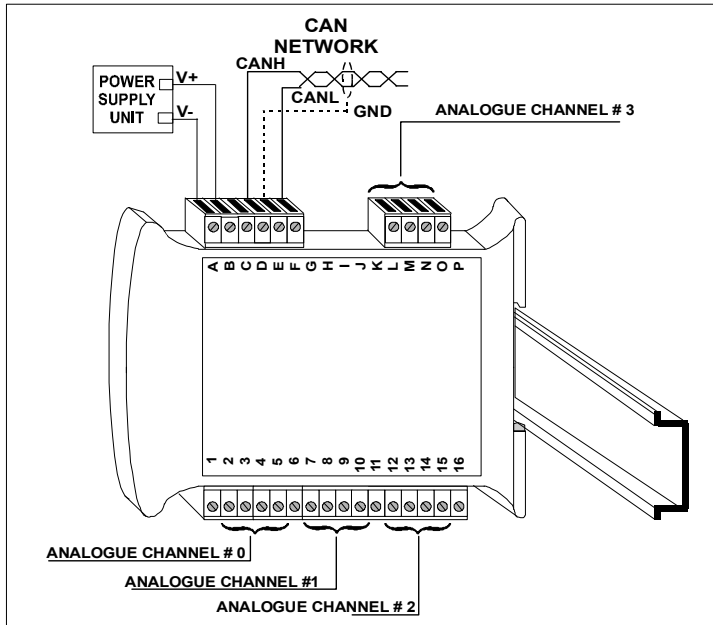 CAN
NETWORK
CANH
CANL
GND
POWER
SUPPLY
UNIT
V+
V-
ANALOGUE CHANNEL # 3
A B C D E F G H I J K L M N O P
1 2 3 4 5 6 7 8 9 10 11 12 13 14 15 16
ANALOGUE CHANNEL # 0
ANALOGUE CHANNEL #1
ANALOGUE CHANNEL # 2